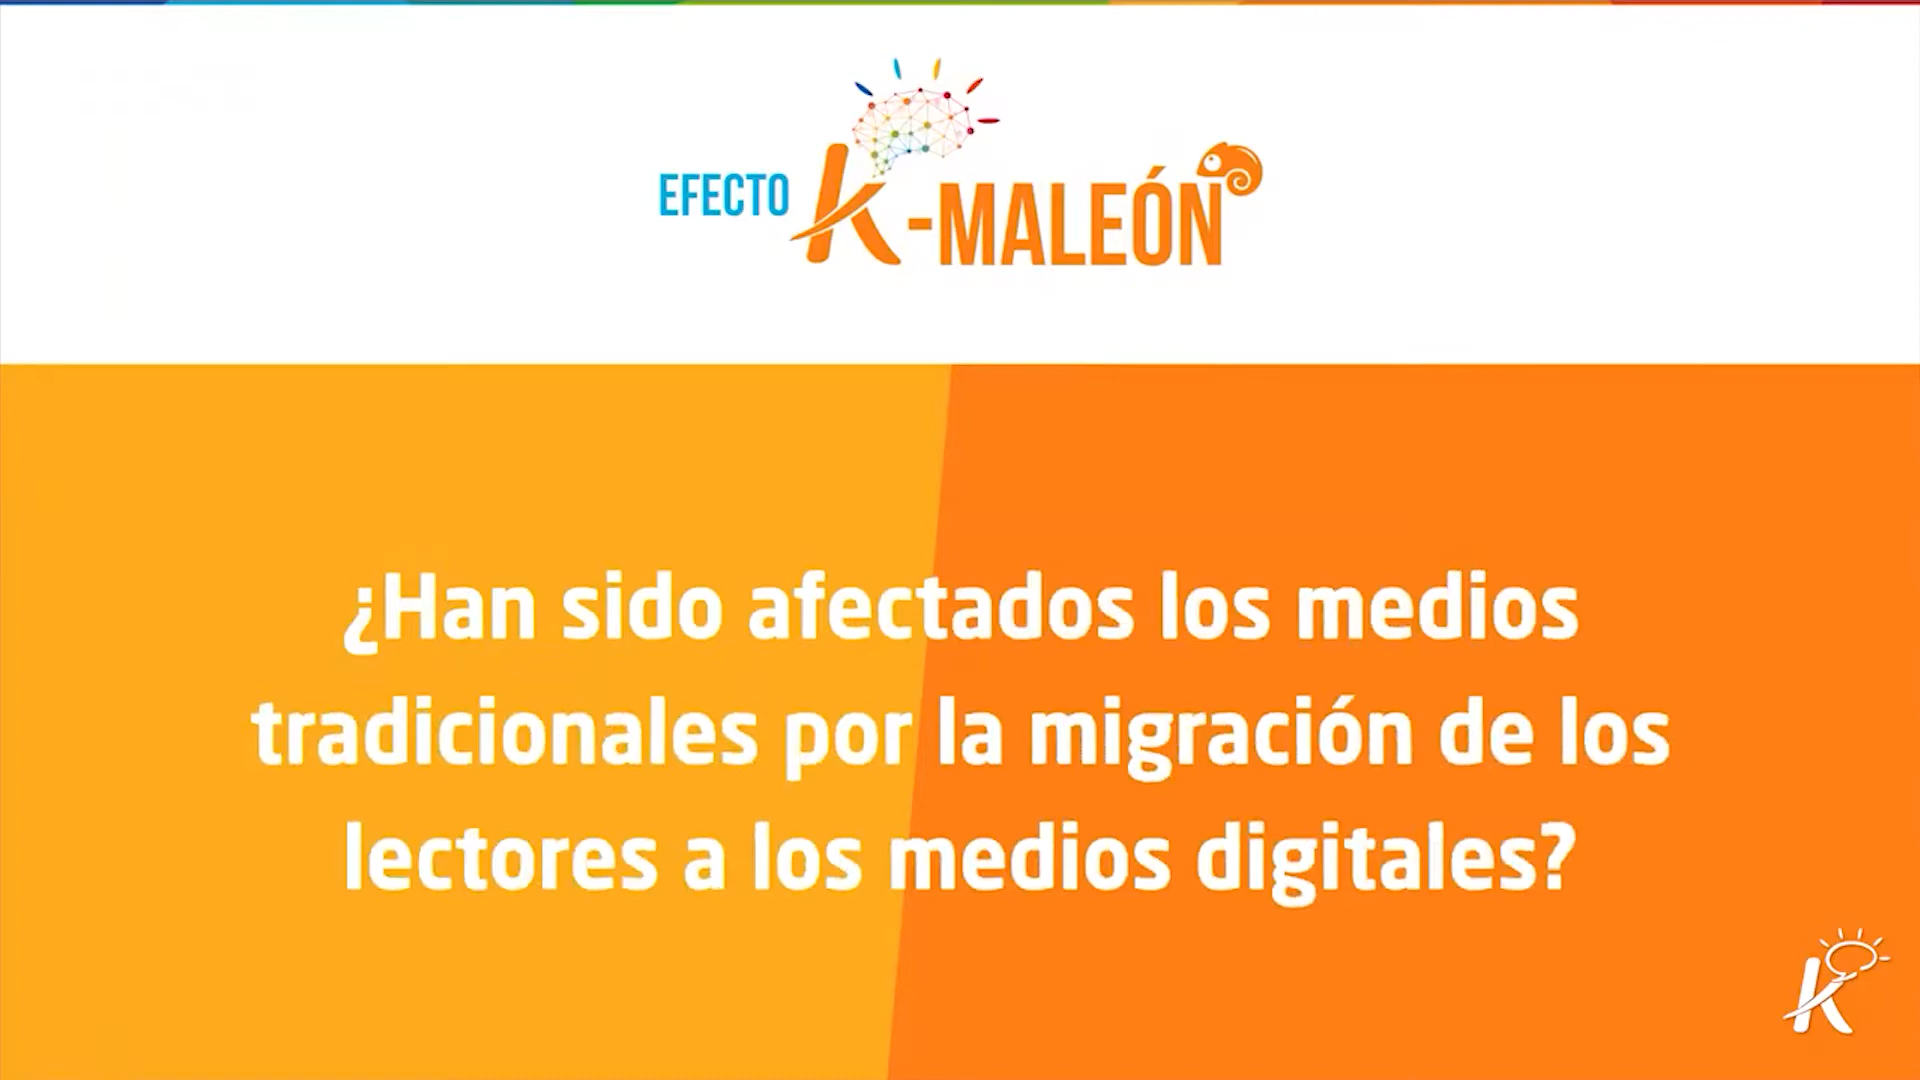 EFECTO K-MALEÓN
¿Han sido afectados los medios
tradicionales por la migración de los
lectores a los medios digitales?
K